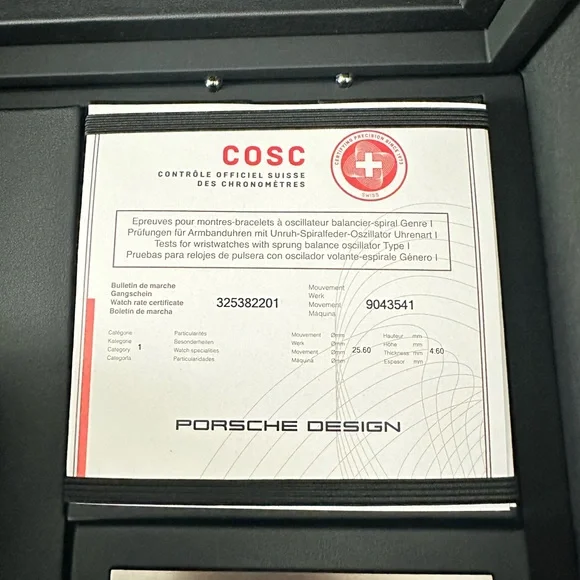 COSC
CONTRÔLE OFFICIEL SUISSE
DES CHRONOMÈTRES
CERTIFYING PRECISION SINCE 1973
SWISS
Epreuves pour montres-bracelets à oscillateur balancier-spiral Genre I
Prüfungen für Armbanduhren mit Unruh-Spiralfeder-Oszillator Uhrenart I
Tests for wristwatches with sprung balance oscillator Type I
Pruebas para relojes de pulsera con oscilador volante-espirale Género I
Bulletin de marche
Gangschein
Watch rate certificate 325382201
Boletin de marcha
Mouvement
Werk
Movement 9043541
Máquina
Catégorie
Kategorie
Category 1
Categoría
Particularités
Besonderheiten
Watch specialities
Particularidades
Mouvement Ømm
Werk Ømm
Movement Ømm 25.60
Máquina Ømm
Hauteur mm
Höhe mm
Thickness mm 4.60
Espesor mm
PORSCHE DESIGN